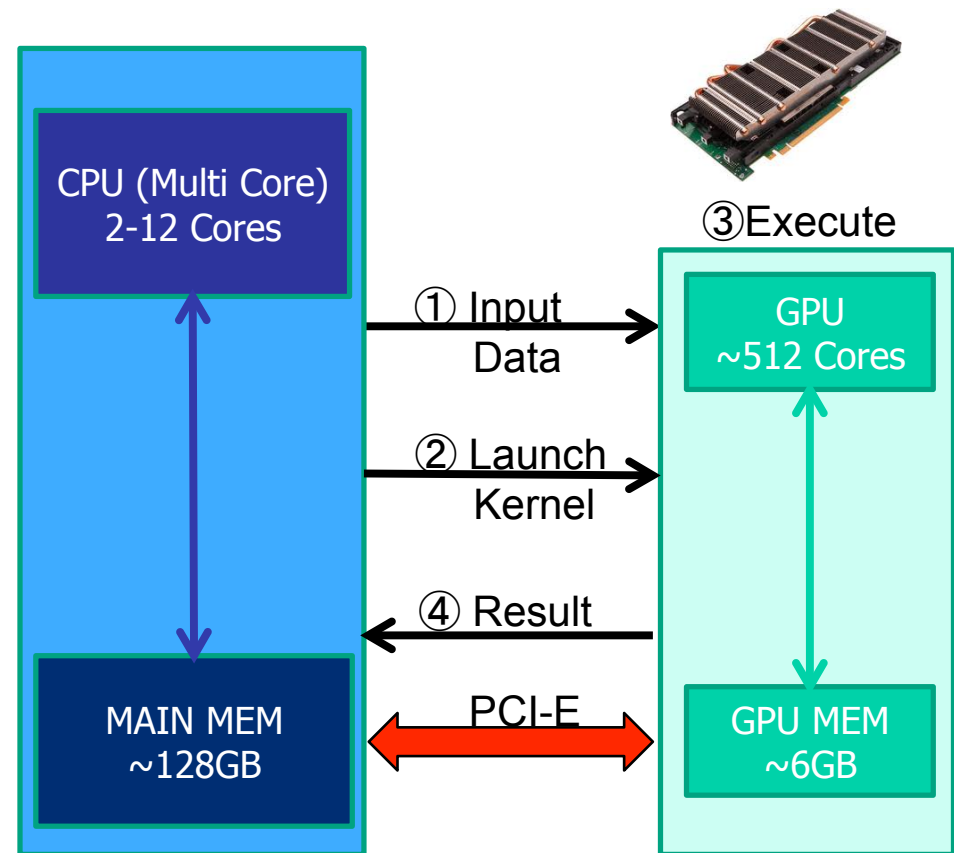 CPU (Multi Core)
2-12 Cores
③Execute
① Input
Data
GPU
~512 Cores
② Launch
Kernel
④ Result
PCI-E
MAIN MEM
~128GB
GPU MEM
~6GB